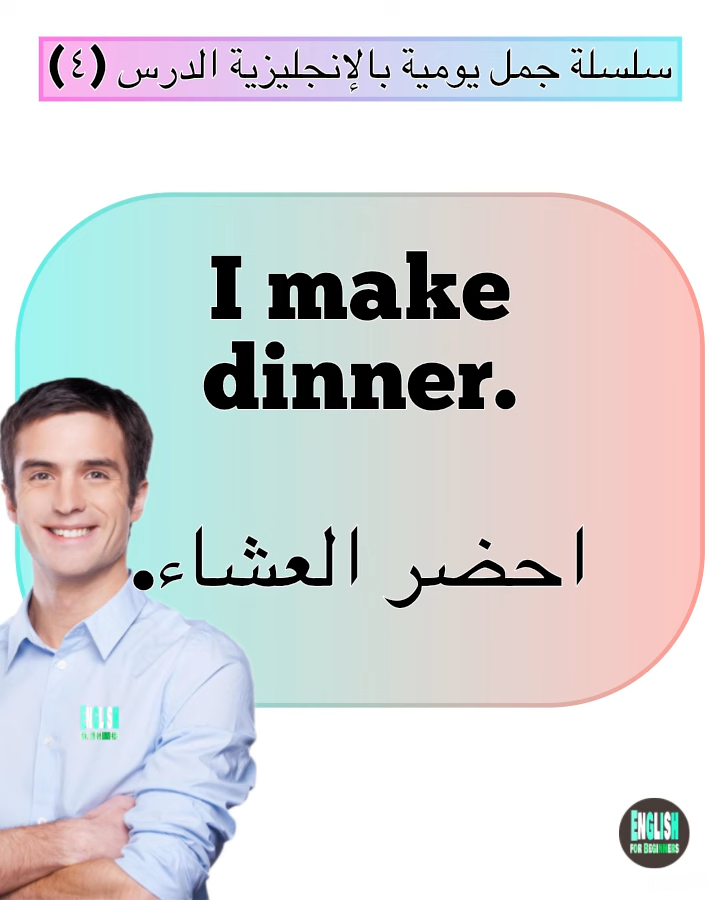 سلسلة جمل يومية بالإنجليزية الدرس (٤)
I make
dinner.
احضر العشاء.
ENGLISH
FOR BEGINNERS